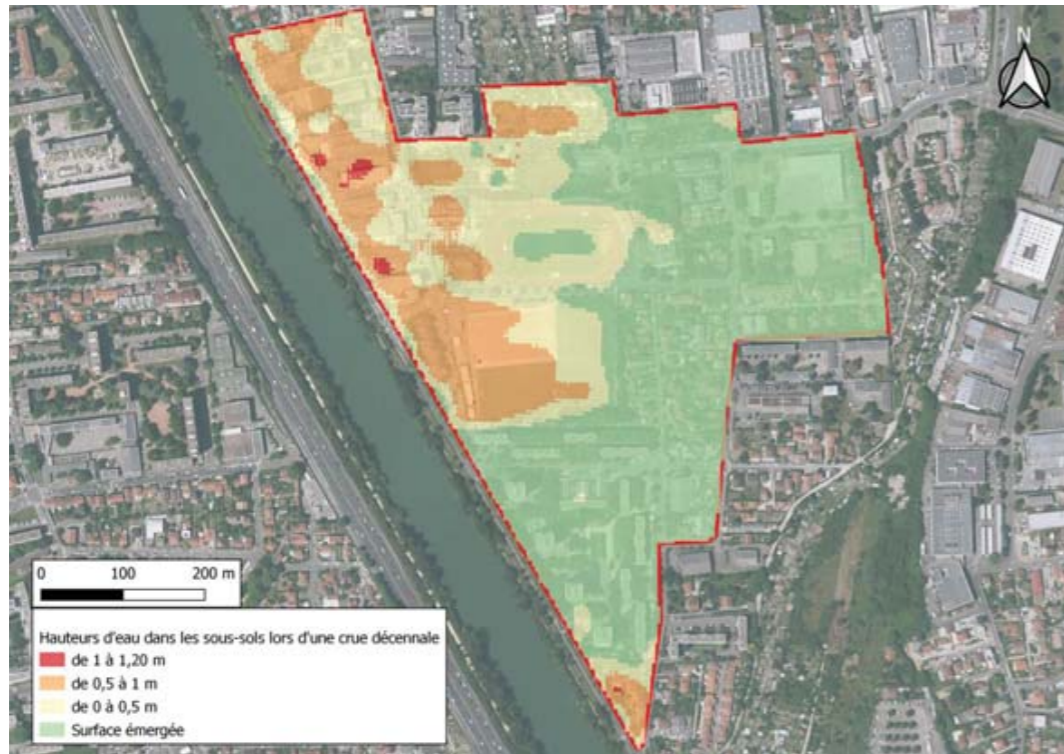 N
0 100 200 m
Hauteurs d'eau dans les sous-sols lors d'une crue décennale
de 1 à 1,20 m
de 0,5 à 1 m
de 0 à 0,5 m
Surface émergée